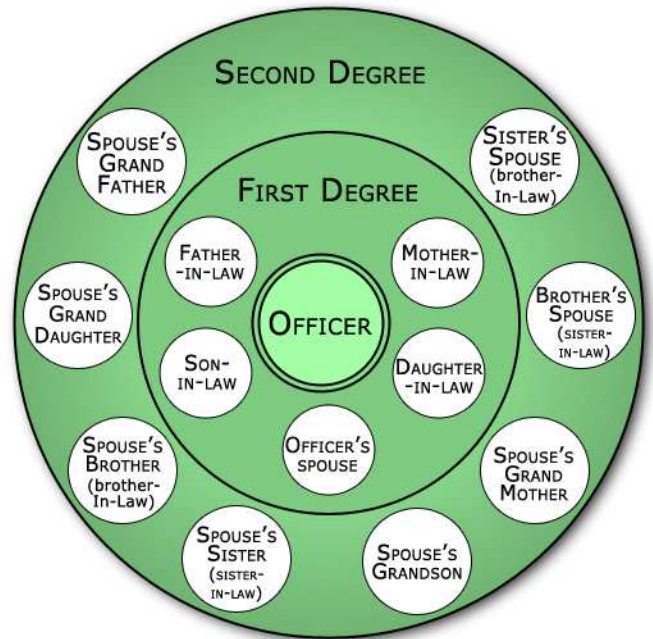 SECOND DEGREE
SPOUSE'S
GRAND
FATHER
SISTER'S
SPOUSE
(brother-
In-Law)
FIRST DEGREE
FATHER
-IN-LAW
MOTHER-
IN-LAW
SPOUSE'S
GRAND
DAUGHTER
OFFICER
BROTHER'S
SPOUSE
(SISTER-
IN-LAW)
SON-
IN-LAW
DAUGHTER
-IN-LAW
OFFICER'S
SPOUSE
SPOUSE'S
BROTHER
(brother-
In-Law)
SPOUSE'S
GRAND
MOTHER
SPOUSE'S
SISTER
(SISTER-
IN-LAW)
SPOUSE'S
GRANDSON